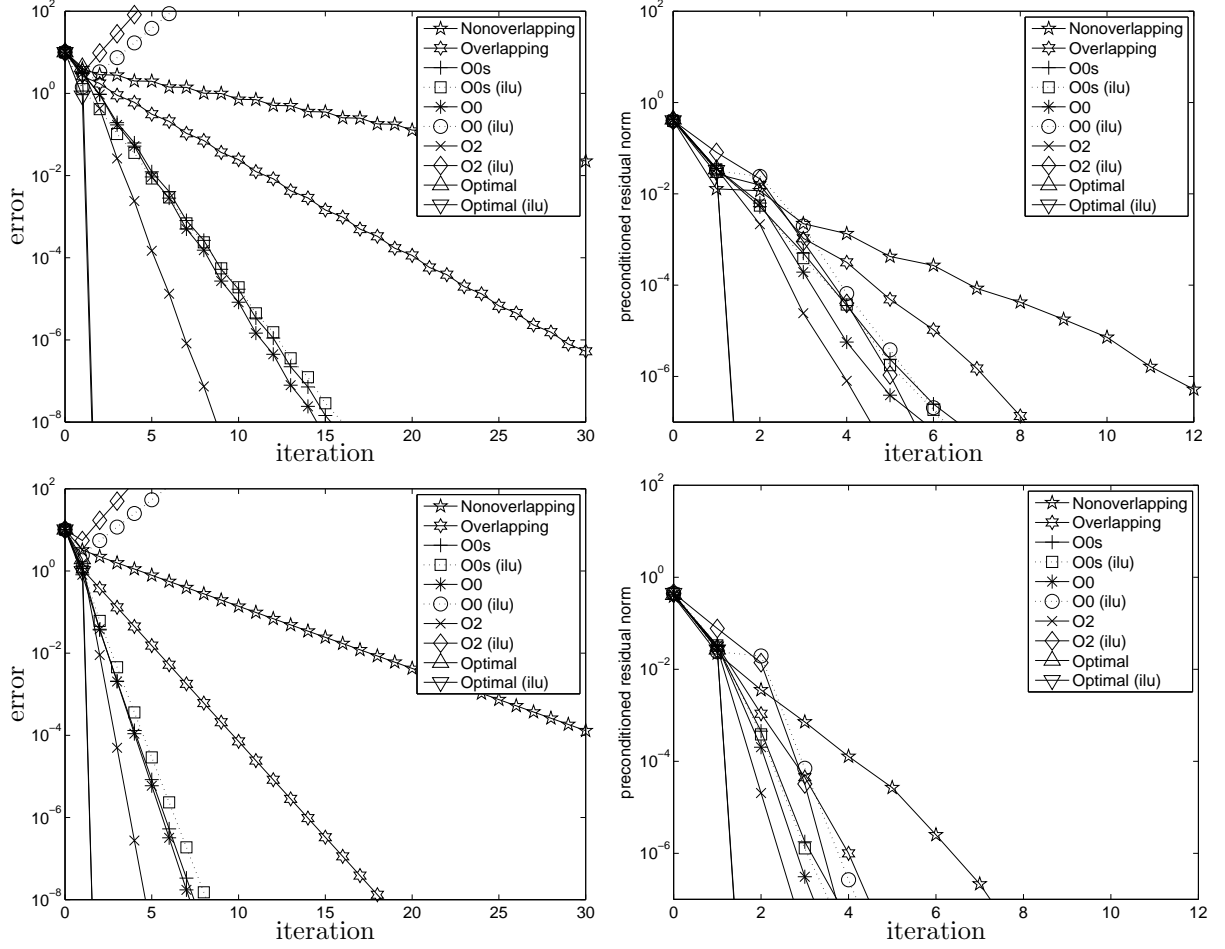 10^2
10^0
10^-2
10^-4
10^-6
10^-8
error
0 5 10 15 20 25 30
iteration
Nonoverlapping
Overlapping
O0s
O0s (ilu)
O0
O0 (ilu)
O2
O2 (ilu)
Optimal
Optimal (ilu)
10^2
10^0
10^-2
10^-4
10^-6
preconditioned residual norm
0 2 4 6 8 10 12
iteration
Nonoverlapping
Overlapping
O0s
O0s (ilu)
O0
O0 (ilu)
O2
O2 (ilu)
Optimal
Optimal (ilu)
10^2
10^0
10^-2
10^-4
10^-6
10^-8
error
0 5 10 15 20 25 30
iteration
Nonoverlapping
Overlapping
O0s
O0s (ilu)
O0
O0 (ilu)
O2
O2 (ilu)
Optimal
Optimal (ilu)
10^2
10^0
10^-2
10^-4
10^-6
preconditioned residual norm
0 2 4 6 8 10 12
iteration
Nonoverlapping
Overlapping
O0s
O0s (ilu)
O0
O0 (ilu)
O2
O2 (ilu)
Optimal
Optimal (ilu)